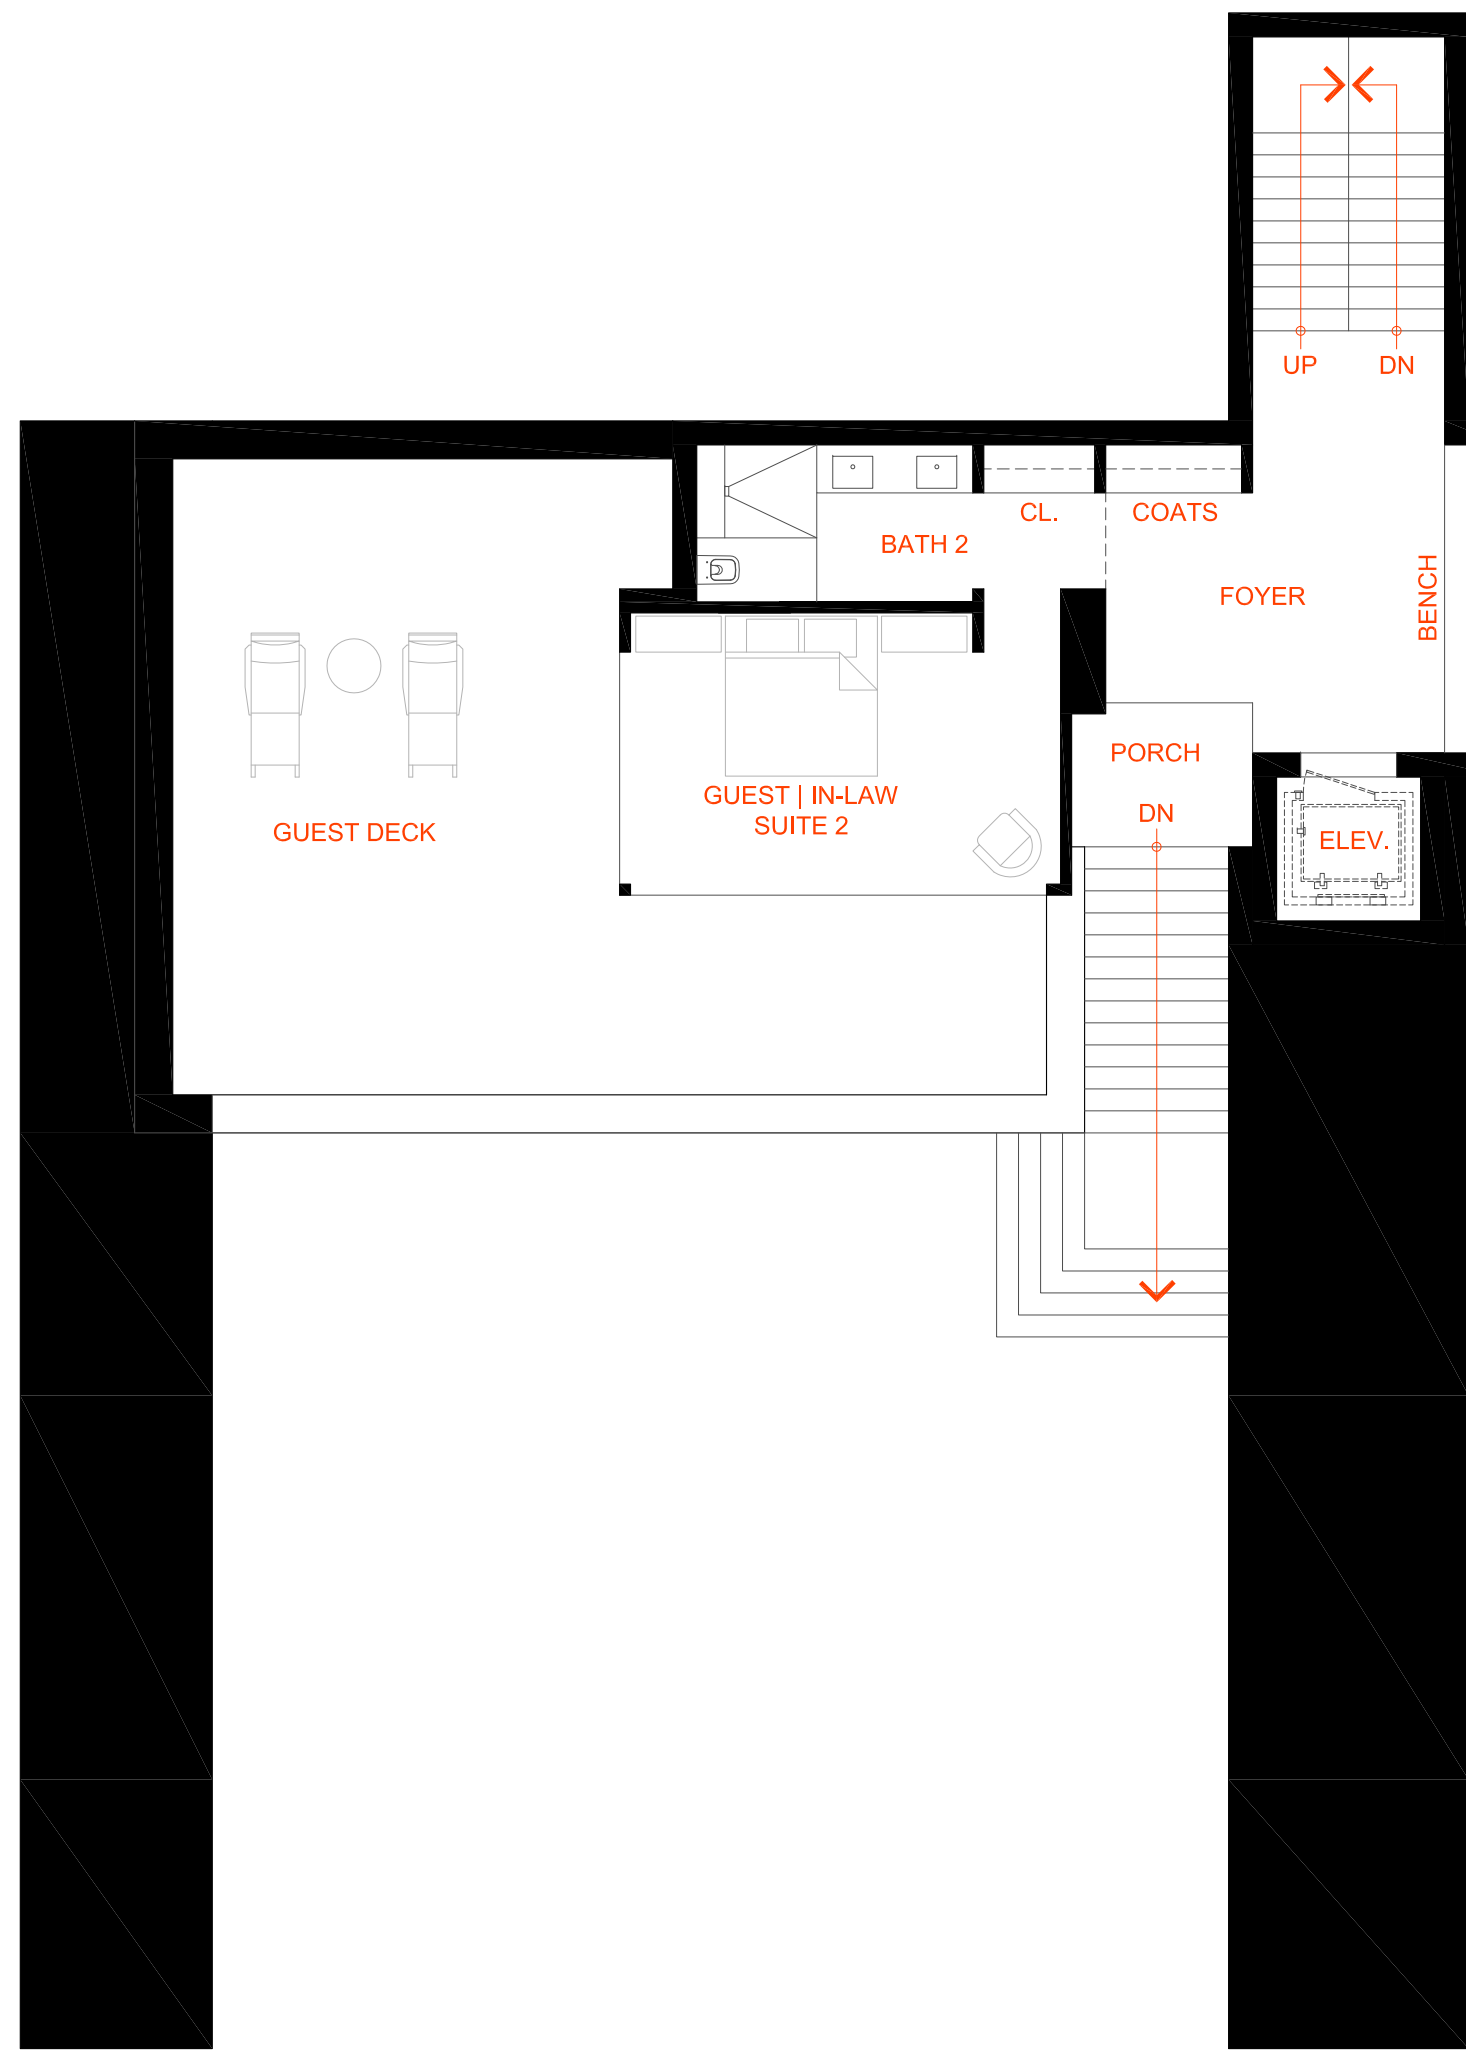 UP
DN
CL.
COATS
BATH 2
FOYER
BENCH
PORCH
DN
GUEST | IN-LAW
SUITE 2
GUEST DECK
ELEV.